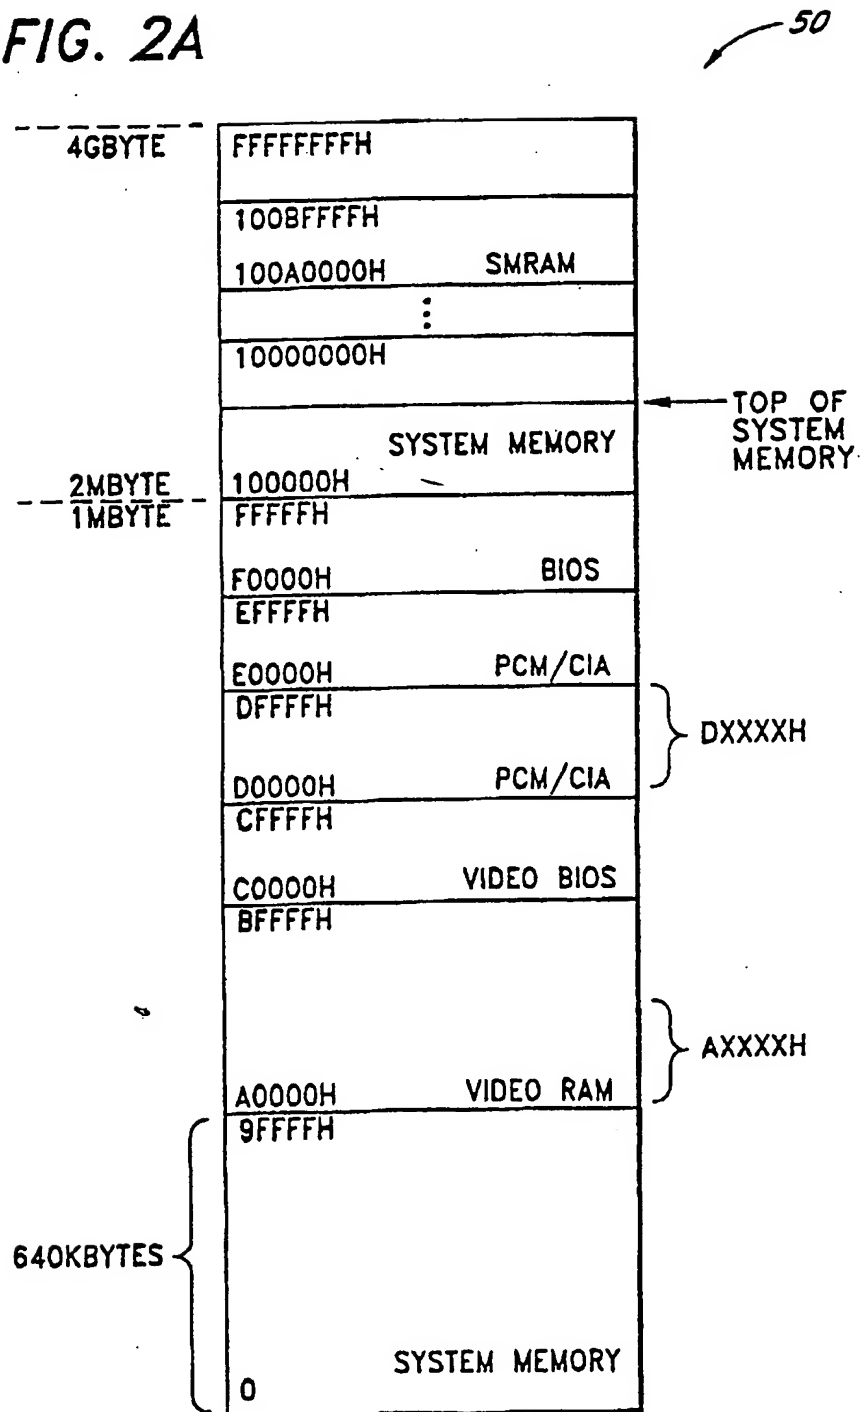 FIG. 2A
50
4GBYTE
FFFFFFFFH
100BFFFFH
100A0000H SMRAM
10000000H
TOP OF
SYSTEM
MEMORY
SYSTEM MEMORY
2MBYTE 100000H
1MBYTE FFFFFH
F0000H BIOS
EFFFFH
E0000H PCM/CIA
DFFFFH
DXXXXH
D0000H PCM/CIA
CFFFFH
C0000H VIDEO BIOS
BFFFFH
AXXXXH
A0000H VIDEO RAM
9FFFFH
640KBYTES
SYSTEM MEMORY
0